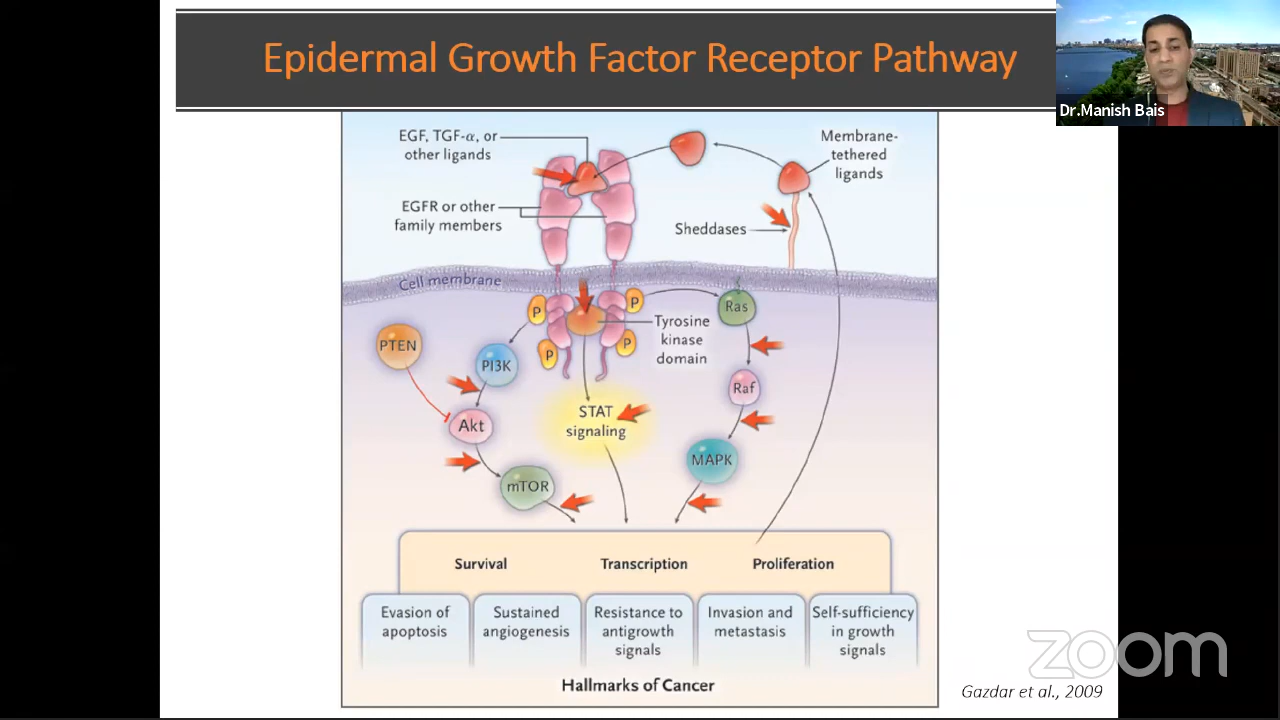 Epidermal Growth Factor Receptor Pathway
Dr.Manish Bais
EGF, TGF-α, or
other ligands
Membrane-
tethered
ligands
EGFR or other
family members
Sheddases
Cell membrane
P
P
P
P
Ras
Tyrosine
kinase
domain
PTEN
PI3K
Raf
Akt
STAT
signaling
MAPK
mTOR
Survival
Transcription
Proliferation
Evasion of
apoptosis
Sustained
angiogenesis
Resistance to
antigrowth
signals
Invasion and
metastasis
Self-sufficiency
in growth
signals
Hallmarks of Cancer
zoom
Gazdar et al., 2009